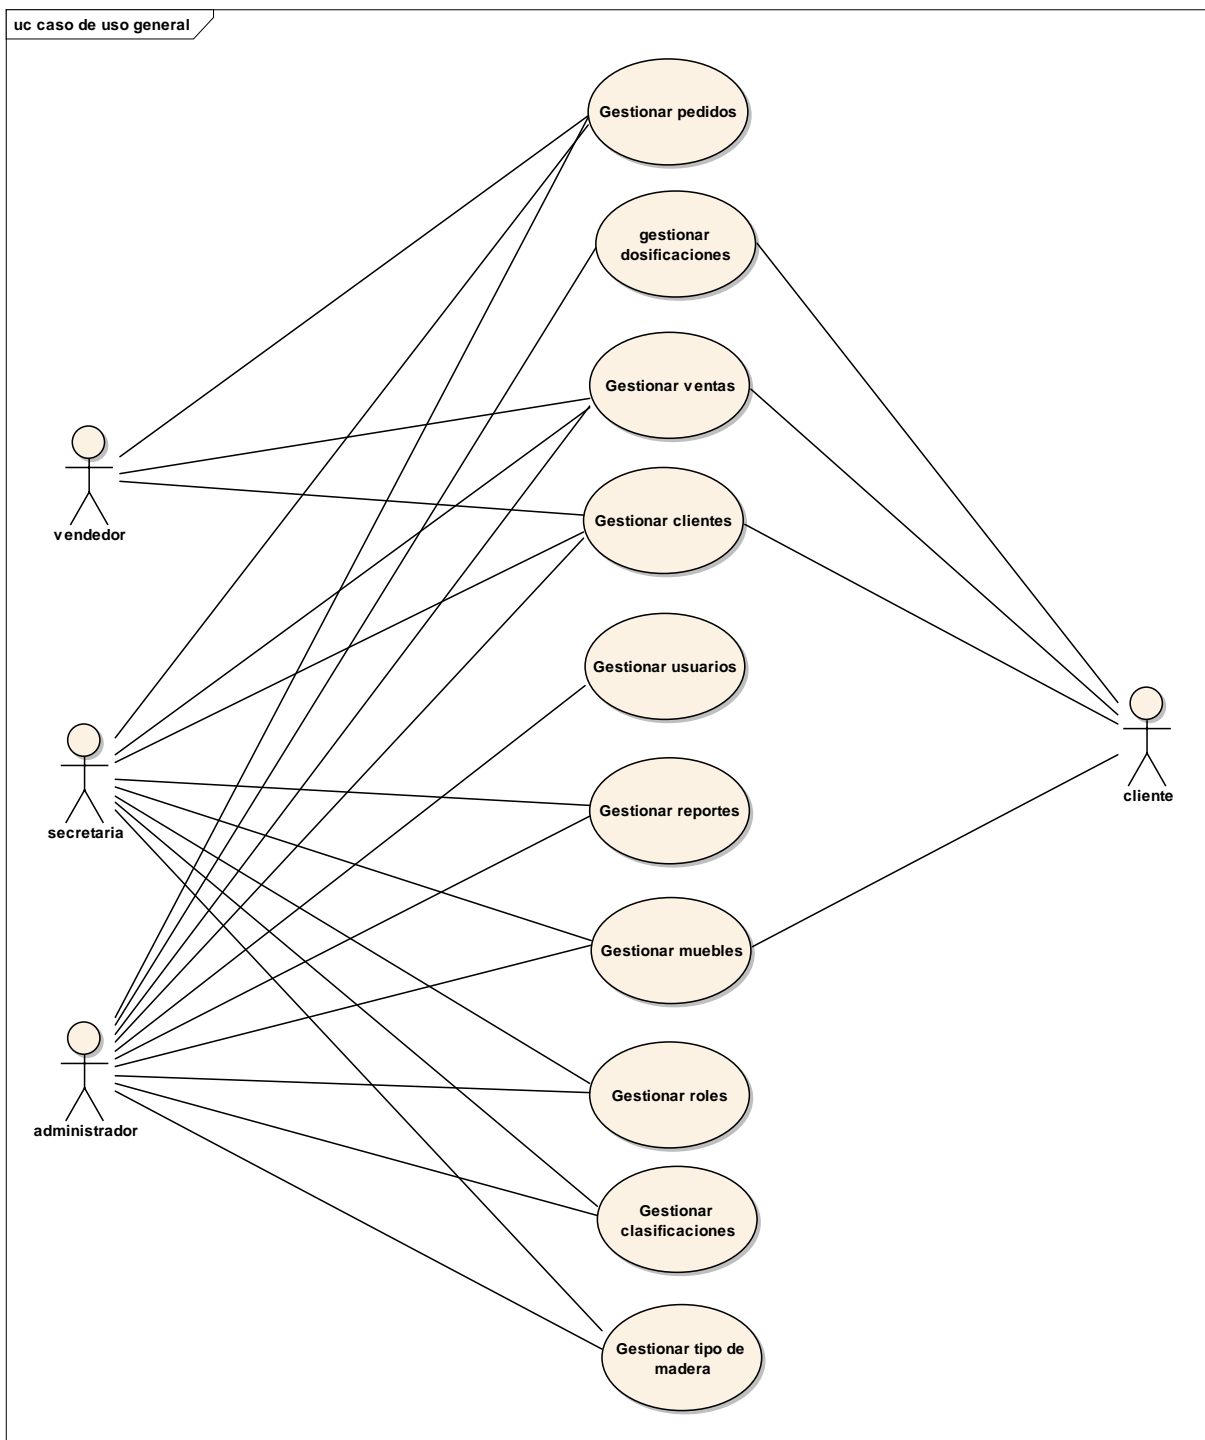 uc caso de uso general
Gestionar pedidos
gestionar
dosificaciones
Gestionar ventas
vendedor
Gestionar clientes
Gestionar usuarios
secretaria
cliente
Gestionar reportes
Gestionar muebles
administrador
Gestionar roles
Gestionar
clasificaciones
Gestionar tipo de
madera